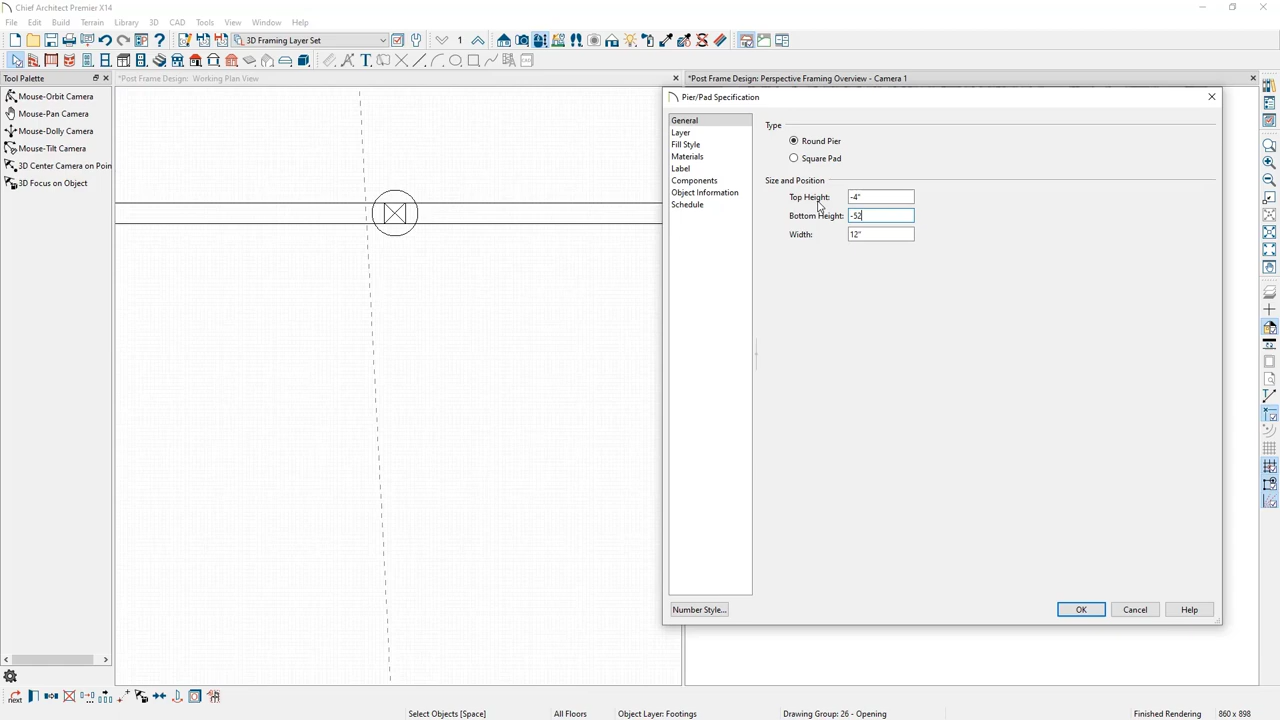 Chief Architect Premier X14
File Edit Build Terrain Library 3D CAD Tools View Window Help
3D Framing Layer Set
1
Tool Palette
*Post Frame Design: Working Plan View
*Post Frame Design: Perspective Framing Overview - Camera 1
Mouse-Orbit Camera
Mouse-Pan Camera
Mouse-Dolly Camera
Mouse-Tilt Camera
3D Center Camera on Poin
3D Focus on Object
Pier/Pad Specification
General
Layer
Fill Style
Materials
Label
Components
Object Information
Schedule
Type
Round Pier
Square Pad
Size and Position
Top Height: -4"
Bottom Height: -52
Width: 12"
Number Style...
OK
Cancel
Help
next
Select Objects [Space]
All Floors
Object Layer: Footings
Drawing Group: 26 - Opening
Finished Rendering
860 x 898